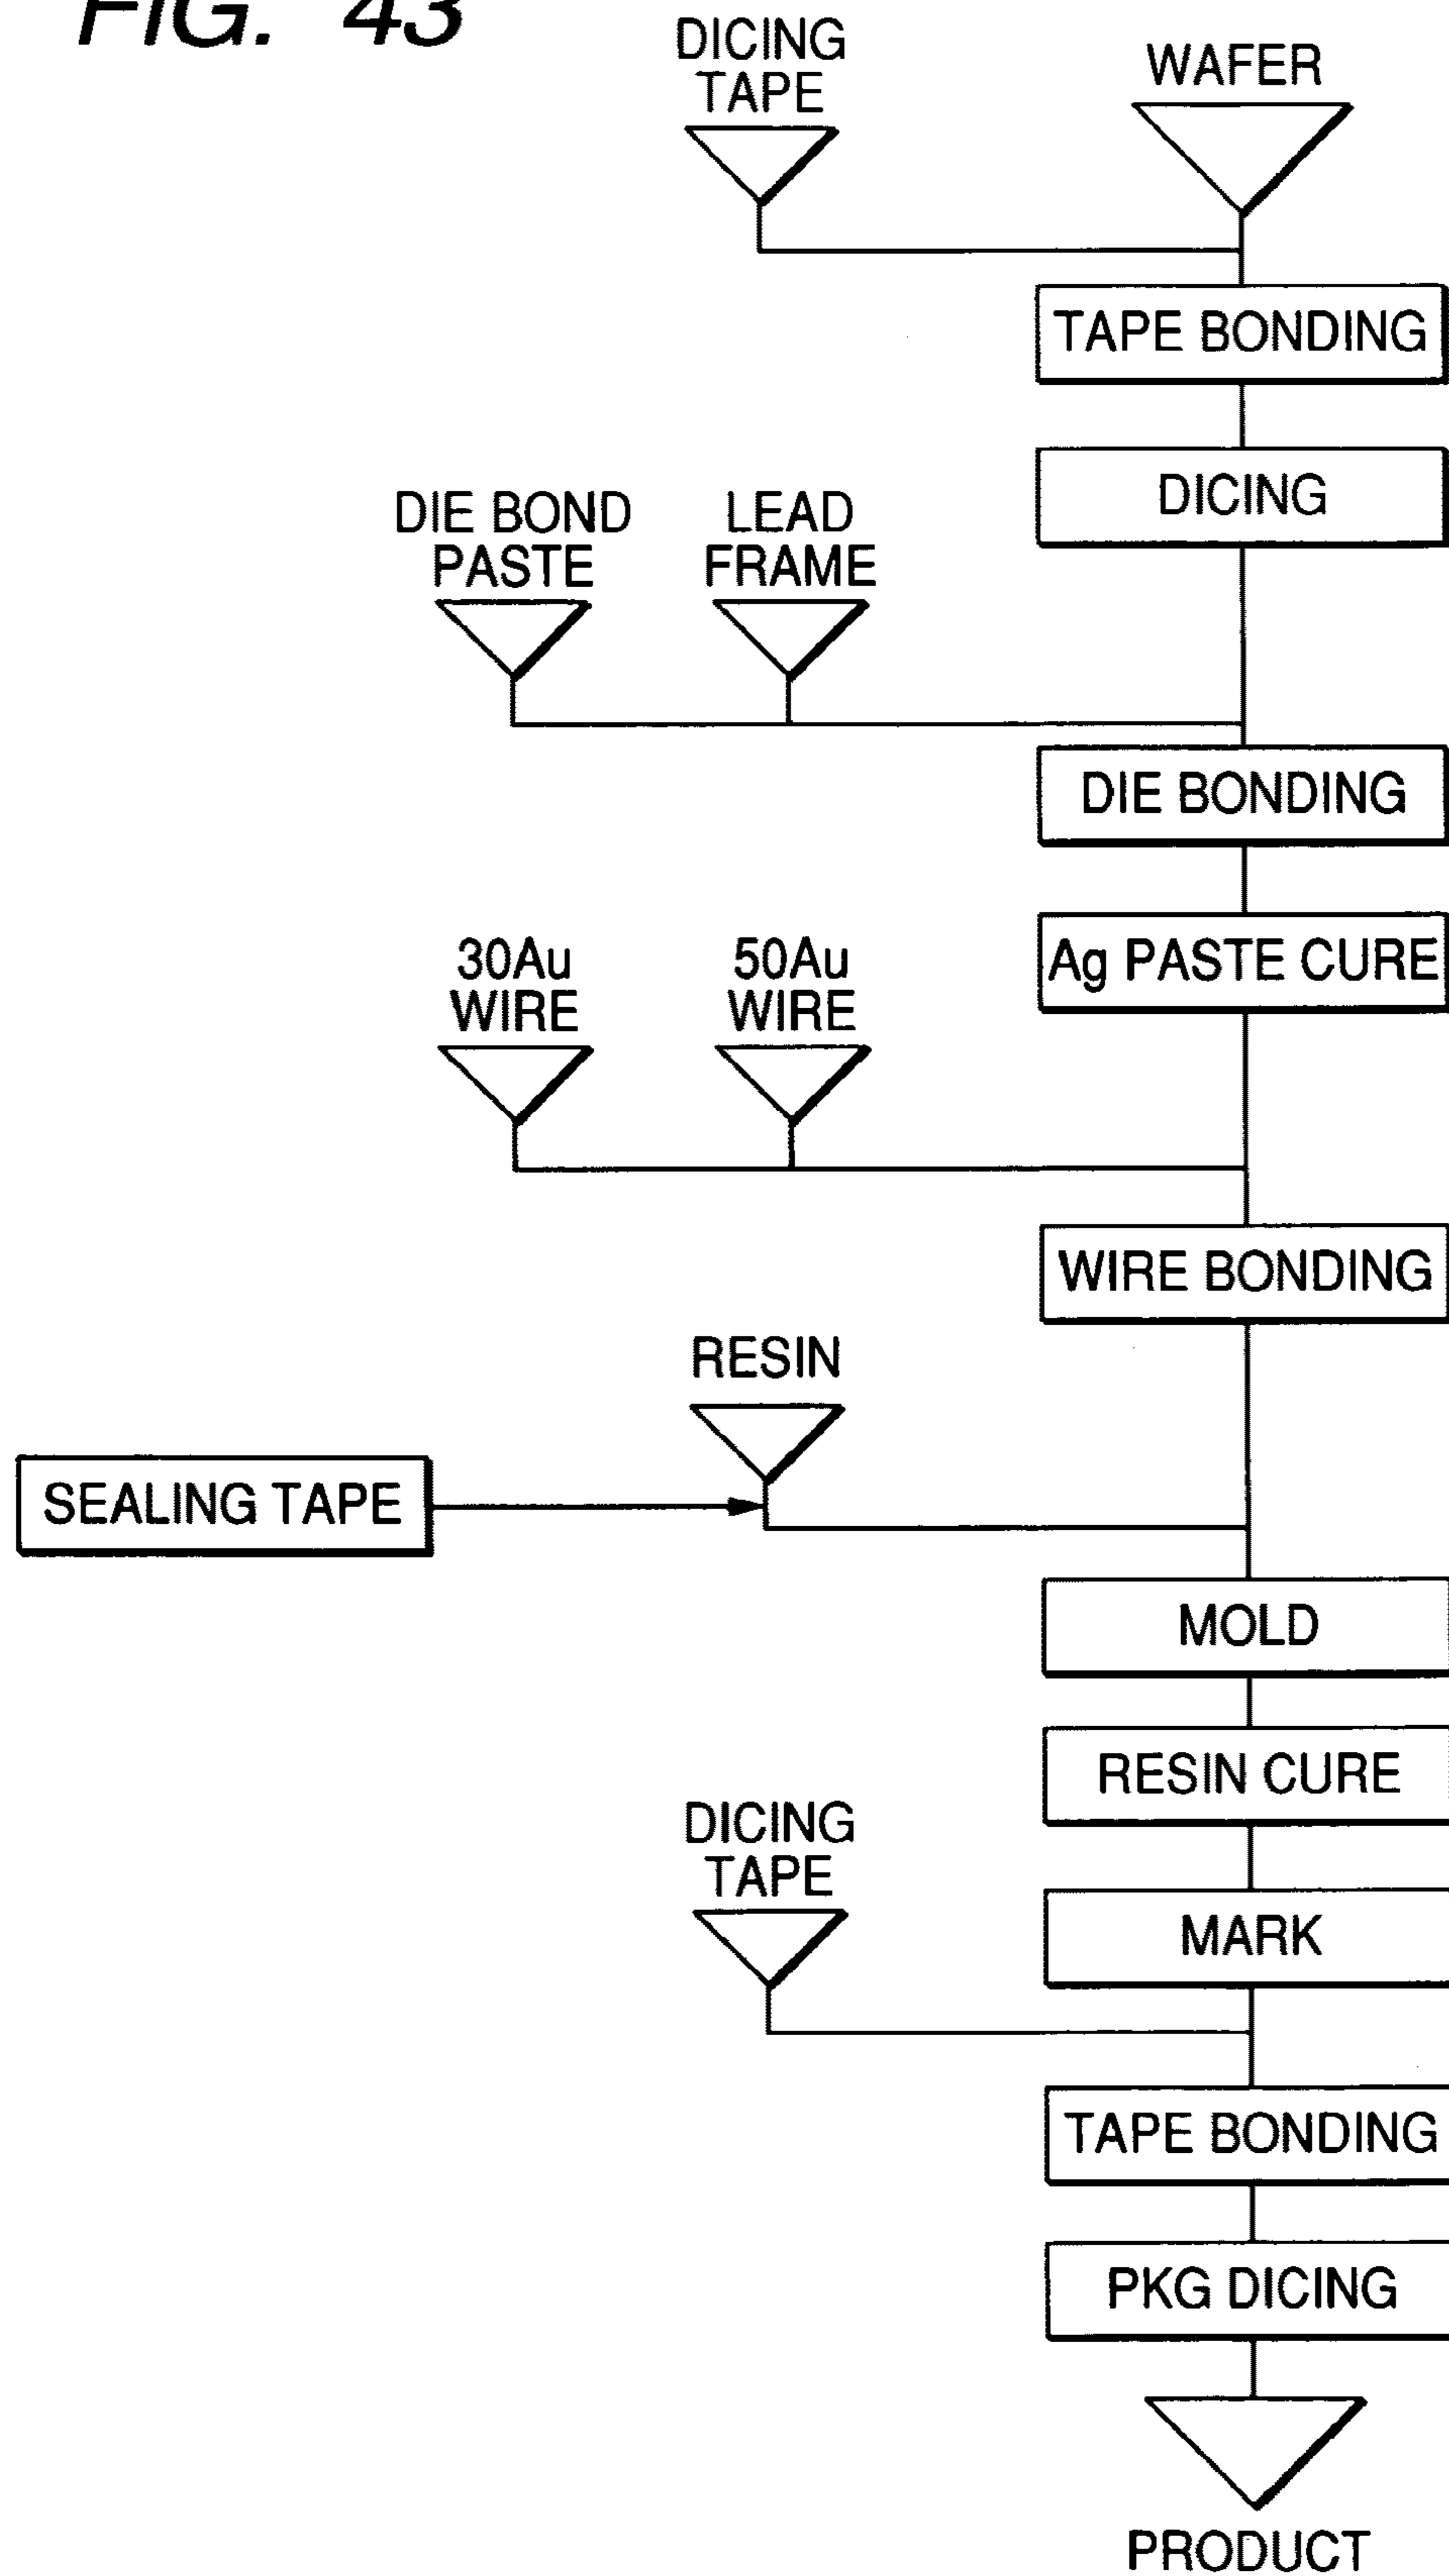 FIG. 43
DICING
TAPE
WAFER
TAPE BONDING
DICING
DIE BOND
PASTE
LEAD
FRAME
DIE BONDING
Ag PASTE CURE
30Au
WIRE
50Au
WIRE
WIRE BONDING
RESIN
SEALING TAPE
MOLD
RESIN CURE
DICING
TAPE
MARK
TAPE BONDING
PKG DICING
PRODUCT